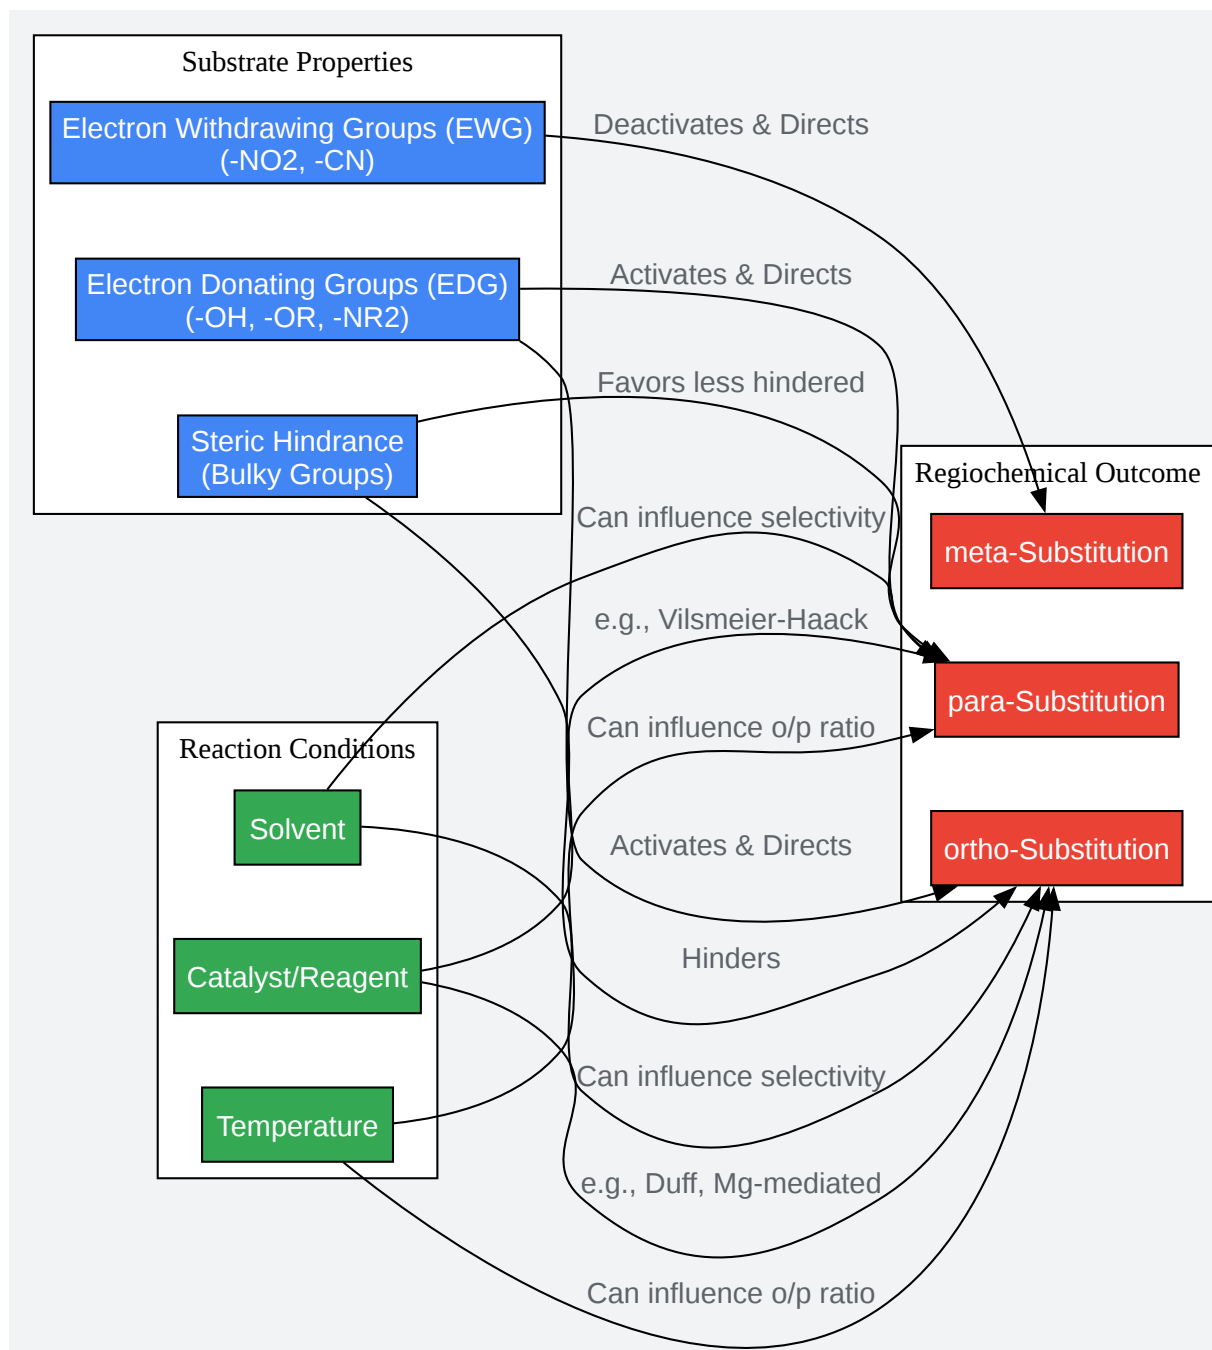 Substrate Properties
Electron Withdrawing Groups (EWG)
(-NO2, -CN)
Electron Donating Groups (EDG)
(-OH, -OR, -NR2)
Steric Hindrance
(Bulky Groups)
Reaction Conditions
Solvent
Catalyst/Reagent
Temperature
Deactivates & Directs
Activates & Directs
Favors less hindered
Can influence selectivity
e.g., Vilsmeier-Haack
Can influence o/p ratio
Activates & Directs
Hinders
Can influence selectivity
e.g., Duff, Mg-mediated
Can influence o/p ratio
Regiochemical Outcome
meta-Substitution
para-Substitution
ortho-Substitution